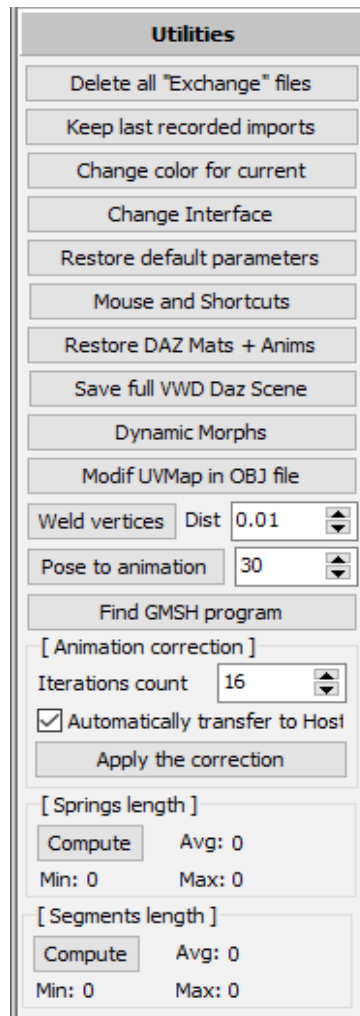 Utilities
Delete all "Exchange" files
Keep last recorded imports
Change color for current
Change Interface
Restore default parameters
Mouse and Shortcuts
Restore DAZ Mats + Anims
Save full VWD Daz Scene
Dynamic Morphs
Modif UVMap in OBJ file
Weld vertices Dist 0.01
Pose to animation 30
Find GMSH program
[ Animation correction ]
Iterations count 16
Automatically transfer to Host
Apply the correction
[ Springs length ]
Compute Avg: 0
Min: 0 Max: 0
[ Segments length ]
Compute Avg: 0
Min: 0 Max: 0